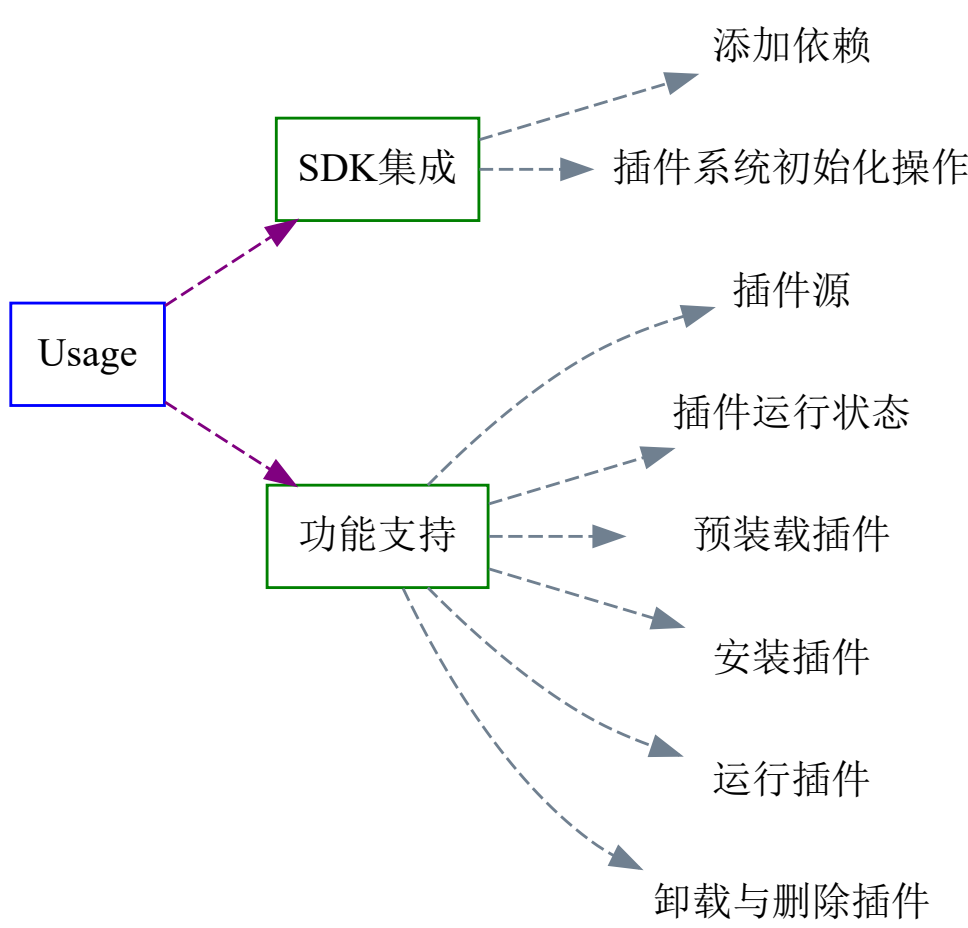 添加依赖
SDK集成
插件系统初始化操作
插件源
Usage
插件运行状态
功能支持
预装载插件
安装插件
运行插件
卸载与删除插件